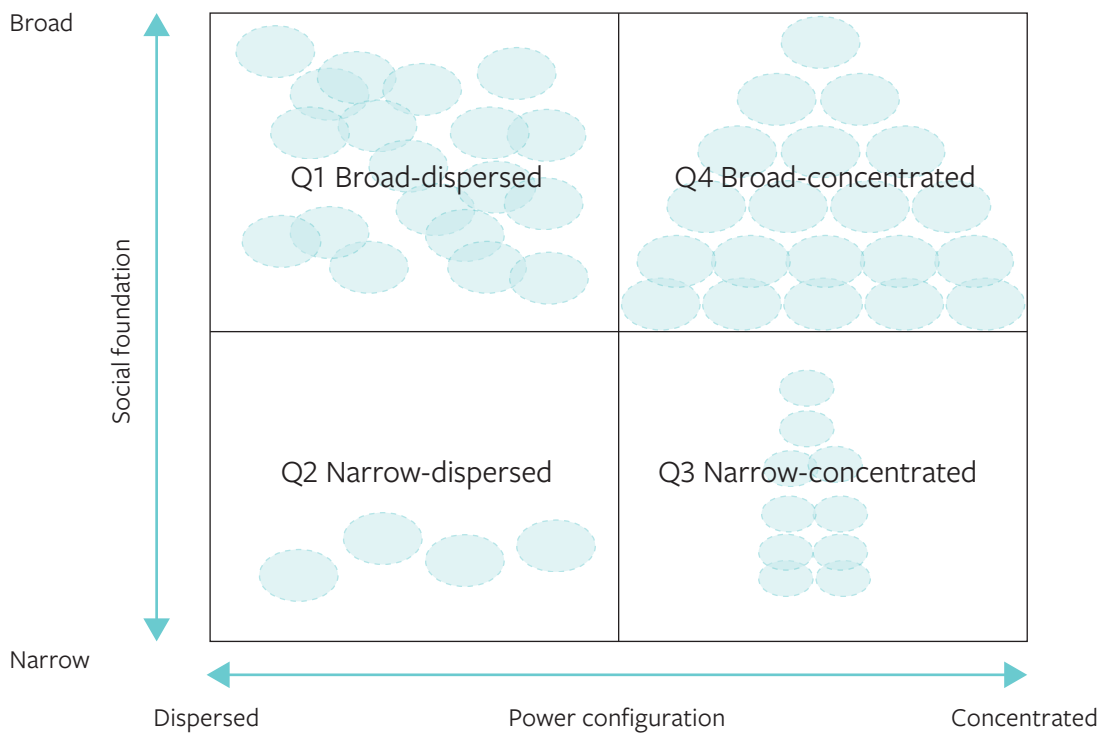 Broad
Q1 Broad-dispersed
Q4 Broad-concentrated
Social foundation
Q2 Narrow-dispersed
Q3 Narrow-concentrated
Narrow
Dispersed
Power configuration
Concentrated